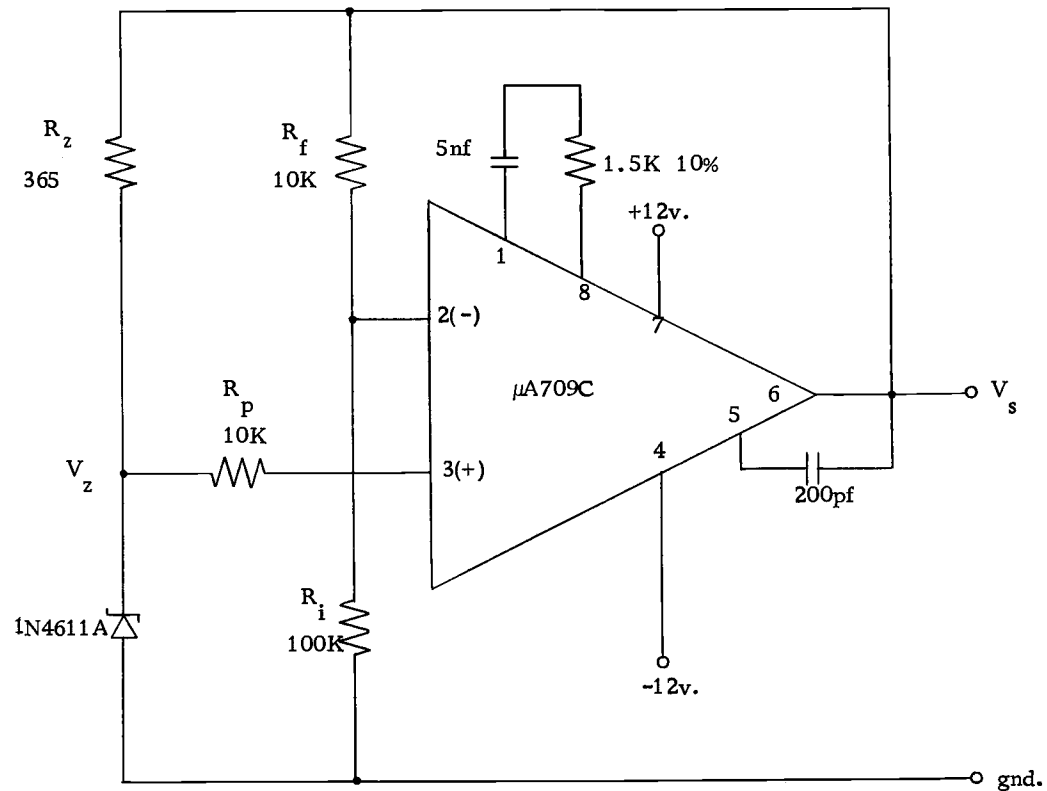 R_z
365
R_f
10K
5nf
1.5K 10%
+12v.
1
8
7
2(-)
μA709C
6
V_s
5
R_p
10K
4
V_z
3(+)
200pf
1N4611A
R_i
100K
-12v.
gnd.